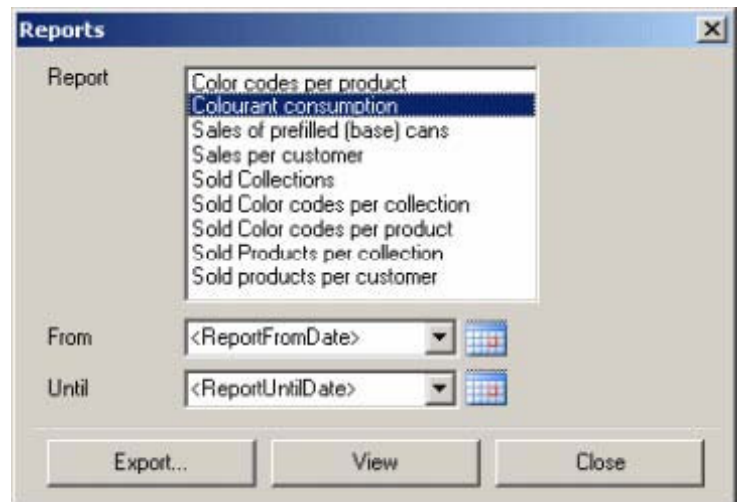 Reports
Report
Color codes per product
Colourant consumption
Sales of prefilled (base) cans
Sales per customer
Sold Collections
Sold Color codes per collection
Sold Color codes per product
Sold Products per collection
Sold products per customer
From
<ReportFromDate>
Until
<ReportUntilDate>
Export...
View
Close